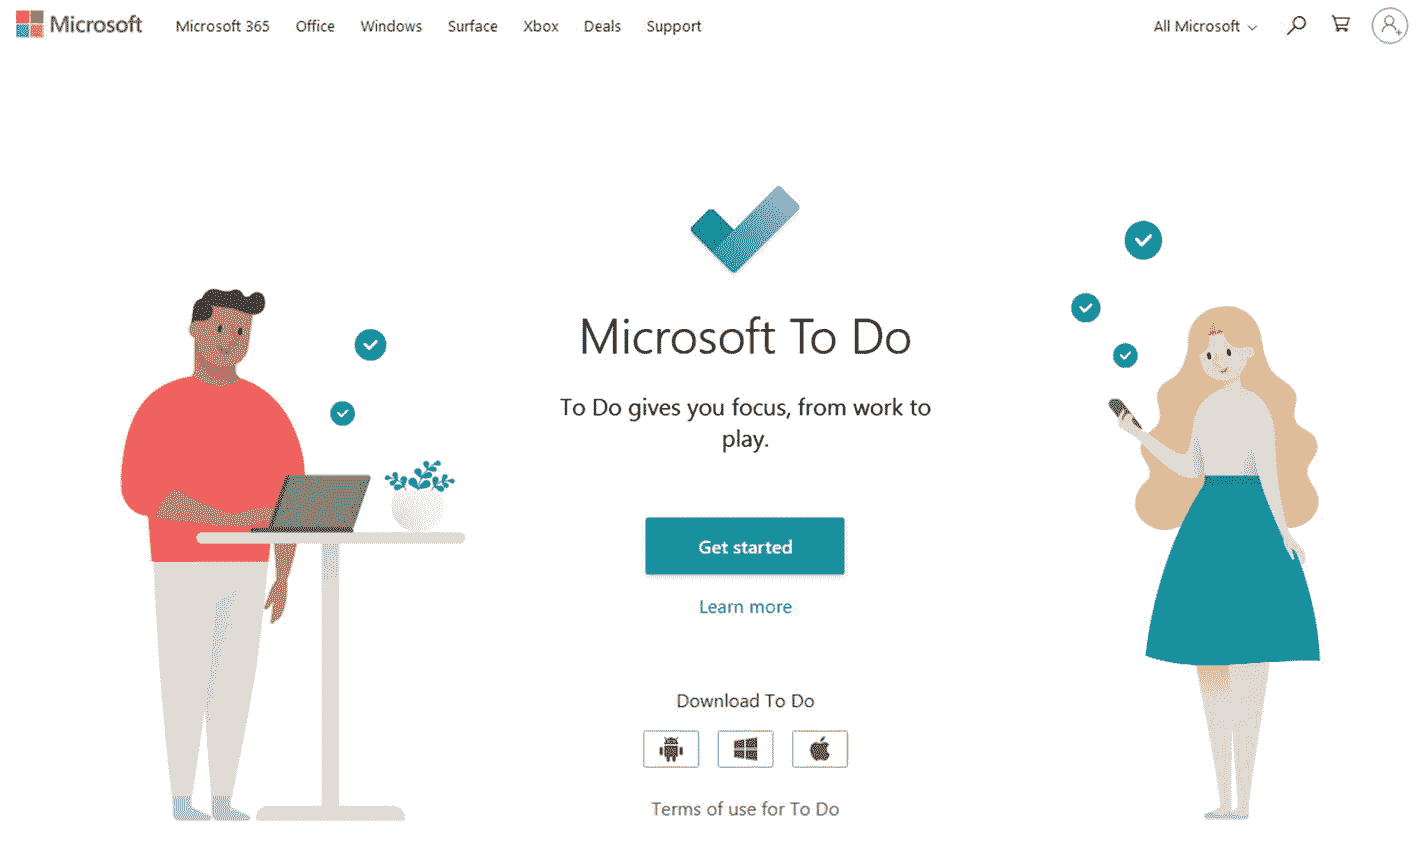 Microsoft Microsoft 365 Office Windows Surface Xbox Deals Support All Microsoft
Microsoft To Do
To Do gives you focus, from work to
play.
Get started
Learn more
Download To Do
Terms of use for To Do